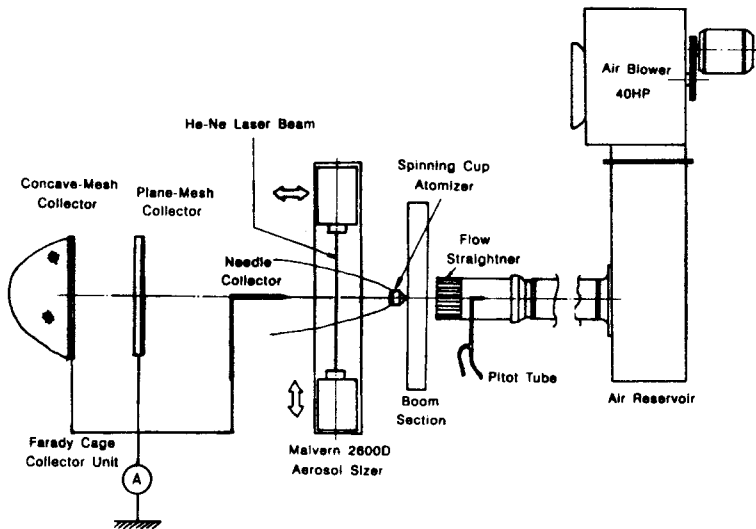 Air Blower
40HP
He-Ne Laser Beam
Spinning Cup
Atomizer
Concave-Mesh
Collector
Plane-Mesh
Collector
Flow
Straightner
Needle
Collector
Pitot Tube
Boom
Section
Air Reservoir
Farady Cage
Collector Unit
Malvern 2600D
Aerosol Sizer
A